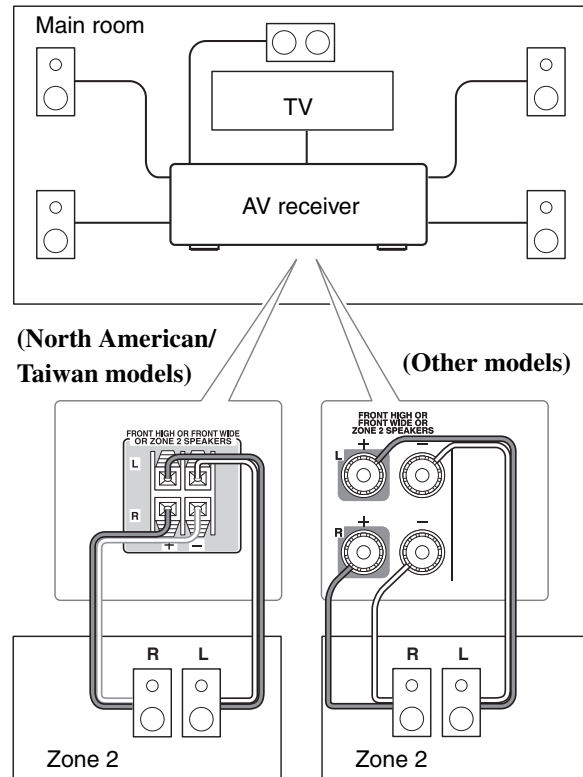 Main room
TV
AV receiver
(North American/
Taiwan models)
(Other models)
FRONT HIGH OR FRONT WIDE
OR ZONE 2 SPEAKERS
L
R
+ −
FRONT HIGH OR
FRONT WIDE OR
ZONE 2 SPEAKERS
+ −
L
+ −
R
R L
Zone 2
R L
Zone 2